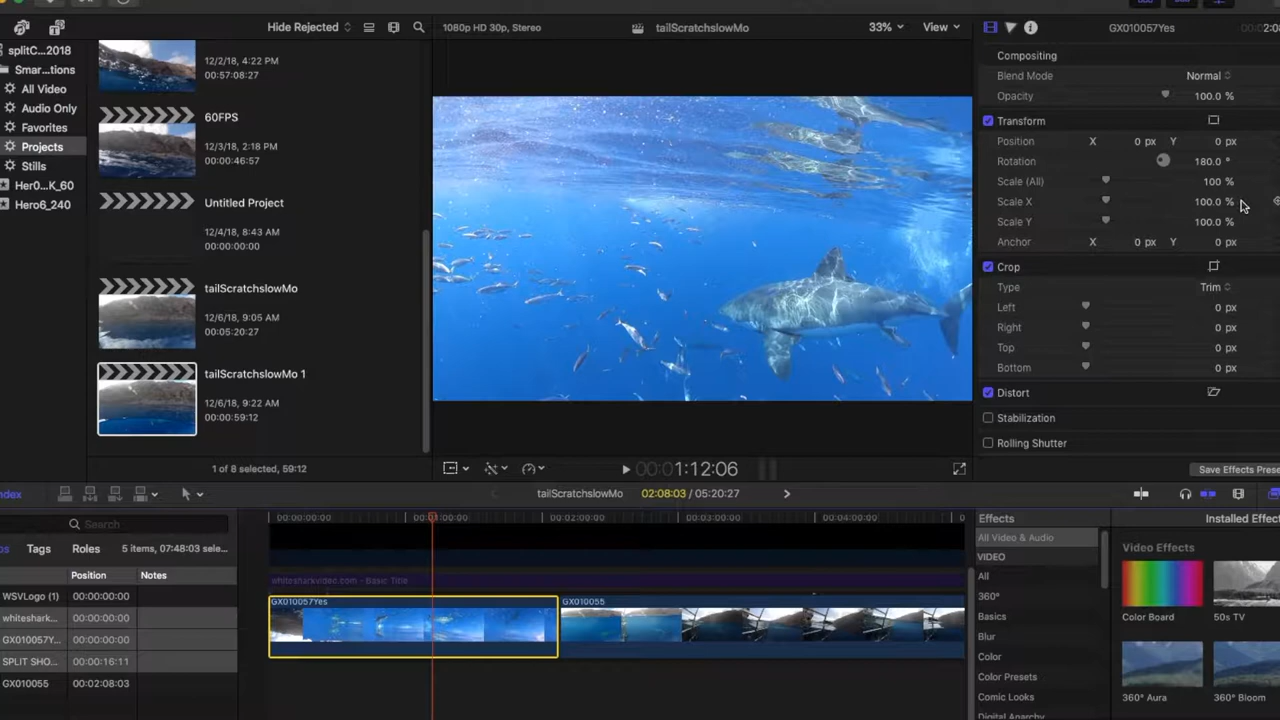 Hide Rejected
1080p HD 30p, Stereo
tailScratchslowMo
33%
View
GX010057Yes
splitC...2018
Smar...tions
All Video
Audio Only
Favorites
Projects
Stills
Her0...K_60
Hero6_240
12/2/18, 4:22 PM
00:57:08:27
60FPS
12/3/18, 2:18 PM
00:00:46:57
Untitled Project
12/4/18, 8:43 AM
00:00:00:00
tailScratchslowMo
12/6/18, 9:05 AM
00:05:20:27
tailScratchslowMo 1
12/6/18, 9:22 AM
00:00:59:12
1 of 8 selected, 59:12
00:00:1:12:06
Compositing
Blend Mode Normal
Opacity 100.0 %
Transform
Position X 0 px Y 0 px
Rotation 180.0 °
Scale (All) 100 %
Scale X 100.0 %
Scale Y 100.0 %
Anchor X 0 px Y 0 px
Crop
Type Trim
Left 0 px
Right 0 px
Top 0 px
Bottom 0 px
Distort
Stabilization
Rolling Shutter
Save Effects Prese
ndex
tailScratchslowMo 02:08:03 / 05:20:27
Search
Tags Roles 5 items, 07:48:03 sele...
Position Notes
WSVLogo (1) 00:00:00:00
whiteshark... 00:00:00:00
GX010057Y... 00:00:00:00
SPLIT SHO... 00:00:16:11
GX010055 00:02:08:03
00:00:00:00 00:01:00:00 00:02:00:00 00:03:00:00 00:04:00:00
whitesharkvideo.com - Basic Title
GX010057Yes
GX010055
Effects
Installed Effec
All Video & Audio
VIDEO
All
360°
Basics
Blur
Color
Color Presets
Comic Looks
Digital Anarchy
Video Effects
Color Board
50s TV
360° Aura
360° Bloom